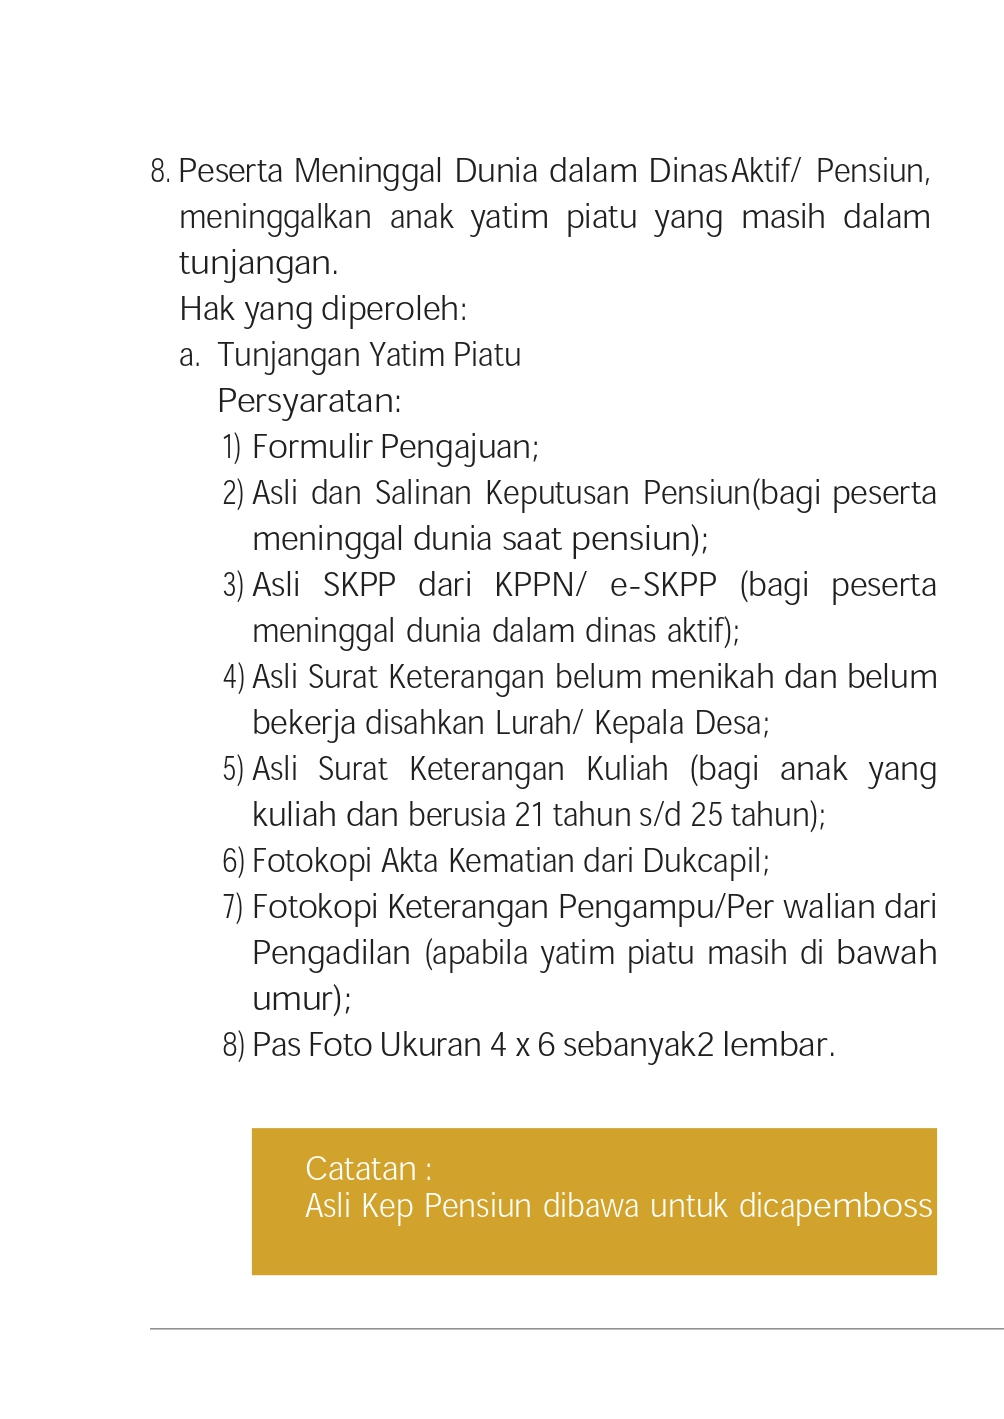 8. Peserta Meninggal Dunia dalam Dinas Aktif/ Pensiun,
meninggalkan anak yatim piatu yang masih dalam
tunjangan.
Hak yang diperoleh:
a. Tunjangan Yatim Piatu
Persyaratan:
1) Formulir Pengajuan;
2) Asli dan Salinan Keputusan Pensiun(bagi peserta
meninggal dunia saat pensiun);
3) Asli SKPP dari KPPN/ e-SKPP (bagi peserta
meninggal dunia dalam dinas aktif);
4) Asli Surat Keterangan belum menikah dan belum
bekerja disahkan Lurah/ Kepala Desa;
5) Asli Surat Keterangan Kuliah (bagi anak yang
kuliah dan berusia 21 tahun s/d 25 tahun);
6) Fotokopi Akta Kematian dari Dukcapil;
7) Fotokopi Keterangan Pengampu/Per walian dari
Pengadilan (apabila yatim piatu masih di bawah
umur);
8) Pas Foto Ukuran 4 x 6 sebanyak2 lembar.
Catatan :
Asli Kep Pensiun dibawa untuk dicapemboss